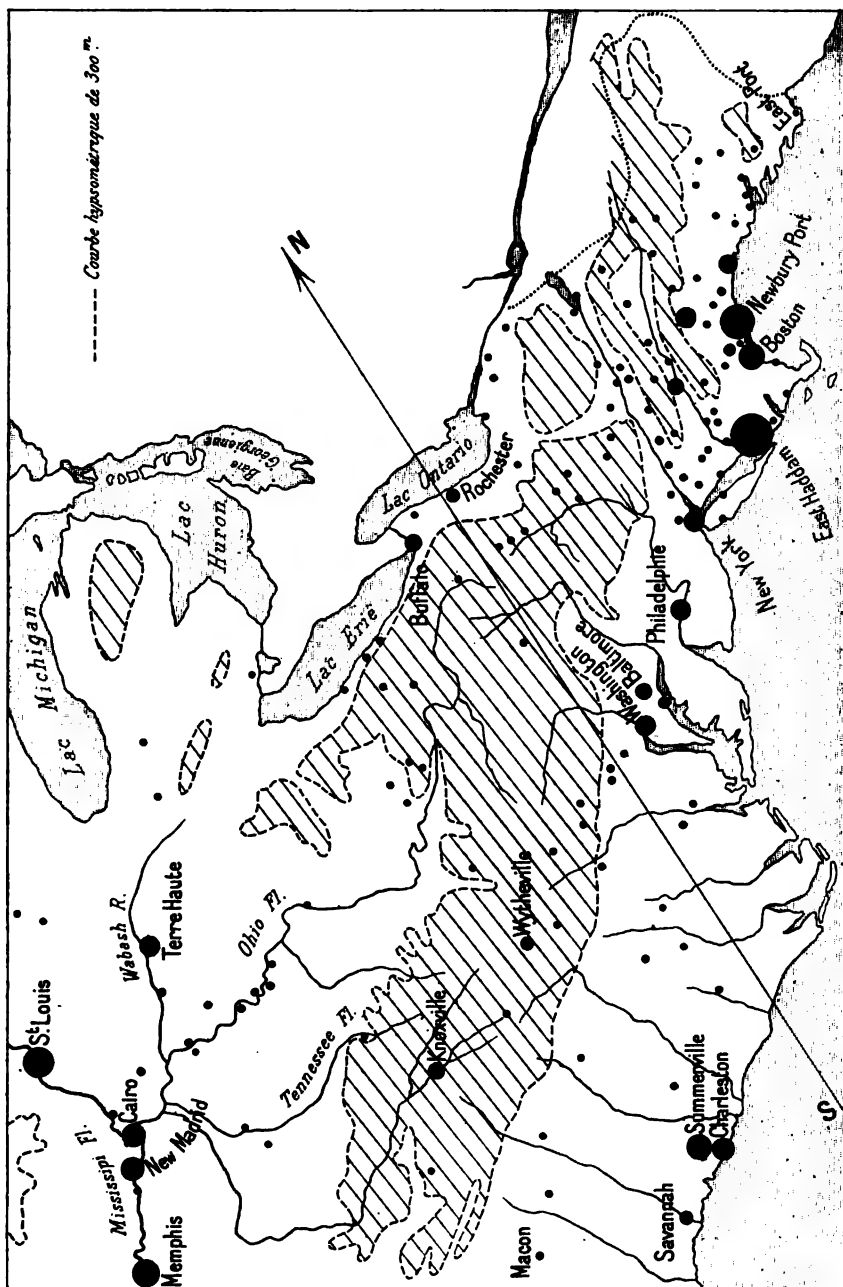 Courbe hypsométrique de 300m.
N
S
Lac Michigan
Lac Huron
Baie Georgienne
Lac Ontario
Lac Erie
Rochester
Buffalo
East Port
Newbury Port
Boston
East Haddam
New York
Philadelphie
Baltimore
Washington
Wytheville
Knoxville
Ohio Fl.
Wabash R.
Terre Haute
St. Louis
Tennessee Fl.
Cairo
New Madrid
Mississipi Fl.
Memphis
Macon
Savannah
Charleston
Sommerville